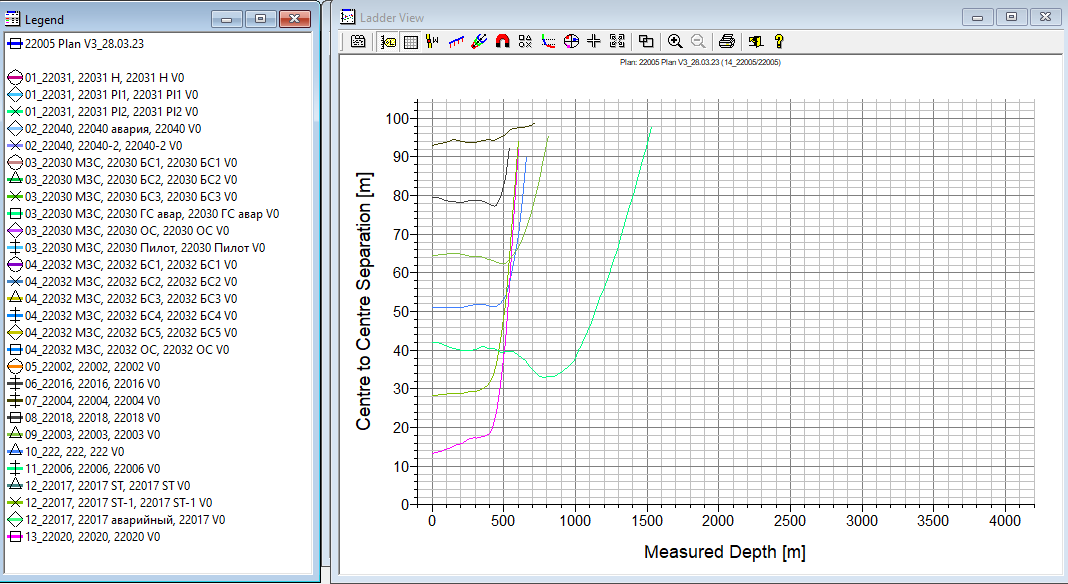 Legend
22005 Plan V3_28.03.23
01_22031, 22031 H, 22031 H V0
01_22031, 22031 Pl1, 22031 Pl1 V0
01_22031, 22031 Pl2, 22031 Pl2 V0
02_22040, 22040 авария, 22040 V0
02_22040, 22040-2, 22040-2 V0
03_22030 МЗС, 22030 БС1, 22030 БС1 V0
03_22030 МЗС, 22030 БС2, 22030 БС2 V0
03_22030 МЗС, 22030 БС3, 22030 БС3 V0
03_22030 МЗС, 22030 ГС авар, 22030 ГС авар V0
03_22030 МЗС, 22030 ОС, 22030 ОС V0
03_22030 МЗС, 22030 Пилот, 22030 Пилот V0
04_22032 МЗС, 22032 БС1, 22032 БС1 V0
04_22032 МЗС, 22032 БС2, 22032 БС2 V0
04_22032 МЗС, 22032 БС3, 22032 БС3 V0
04_22032 МЗС, 22032 БС4, 22032 БС4 V0
04_22032 МЗС, 22032 БС5, 22032 БС5 V0
04_22032 МЗС, 22032 ОС, 22032 ОС V0
05_22002, 22002, 22002 V0
06_22016, 22016, 22016 V0
07_22004, 22004, 22004 V0
08_22018, 22018, 22018 V0
09_22003, 22003, 22003 V0
10_222, 222, 222 V0
11_22006, 22006, 22006 V0
12_22017, 22017 ST, 22017 ST V0
12_22017, 22017 ST-1, 22017 ST-1 V0
12_22017, 22017 аварийный, 22017 V0
13_22020, 22020, 22020 V0
Ladder View
Plan: 22005 Plan V3_28.03.23 (14_22005/22005)
Centre to Centre Separation [m]
100
90
80
70
60
50
40
30
20
10
0
0 500 1000 1500 2000 2500 3000 3500 4000
Measured Depth [m]